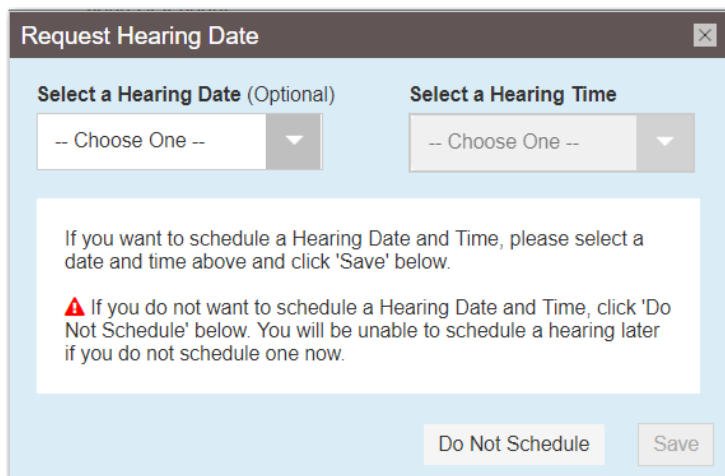 Request Hearing Date
Select a Hearing Date (Optional)
Select a Hearing Time
-- Choose One --
-- Choose One --
If you want to schedule a Hearing Date and Time, please select a
date and time above and click 'Save' below.
If you do not want to schedule a Hearing Date and Time, click 'Do
Not Schedule' below. You will be unable to schedule a hearing later
if you do not schedule one now.
Do Not Schedule
Save